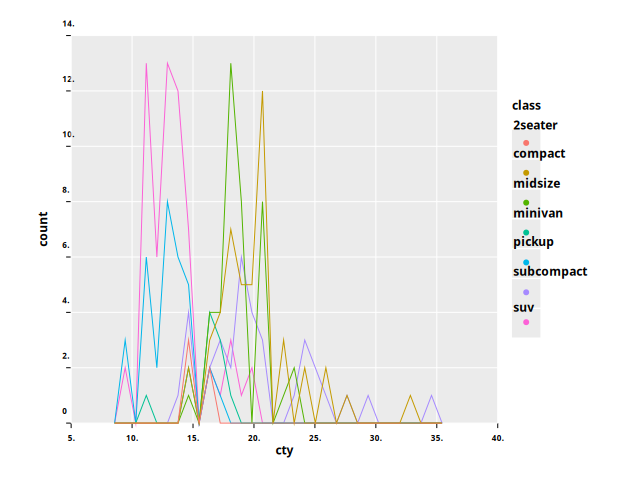 14.
12.
10.
8.
6.
4.
2.
0
count
5.
10.
15.
20.
25.
30.
35.
40.
cty
class
2seater
compact
midsize
minivan
pickup
subcompact
suv